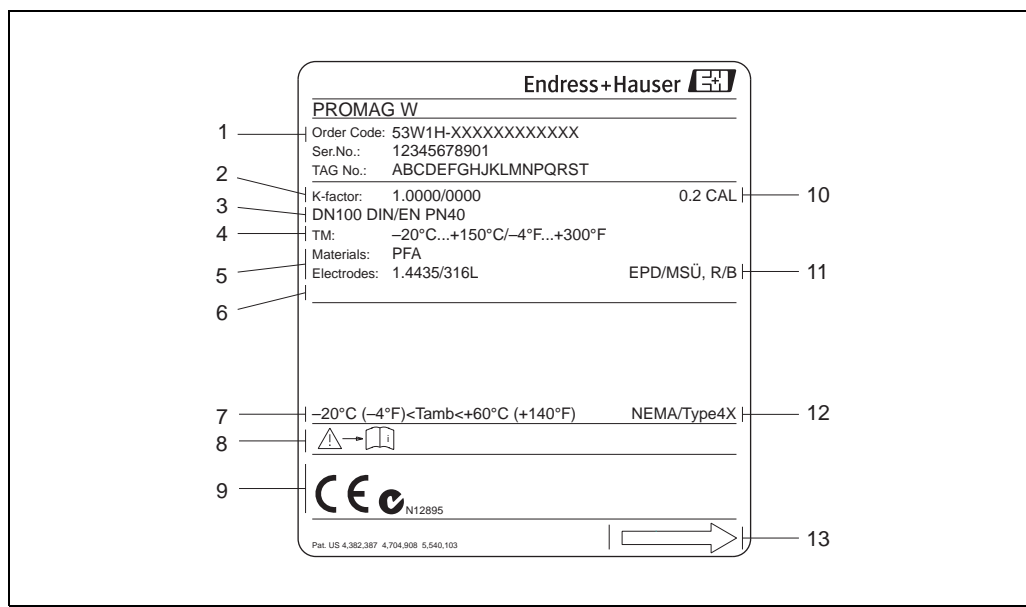 Endress+Hauser
PROMAG W
1 Order Code: 53W1H-XXXXXXXXXXXX
Ser.No.: 12345678901
TAG No.: ABCDEFGHJKLMNPQRST
2 K-factor: 1.0000/0000 0.2 CAL 10
3 DN100 DIN/EN PN40
4 TM: –20°C...+150°C/–4°F...+300°F
Materials: PFA
5 Electrodes: 1.4435/316L EPD/MSÜ, R/B 11
6
7 –20°C (–4°F)<Tamb<+60°C (+140°F) NEMA/Type4X 12
8 i
9 CE N12895
Pat. US 4,382,387 4,704,908 5,540,103 13